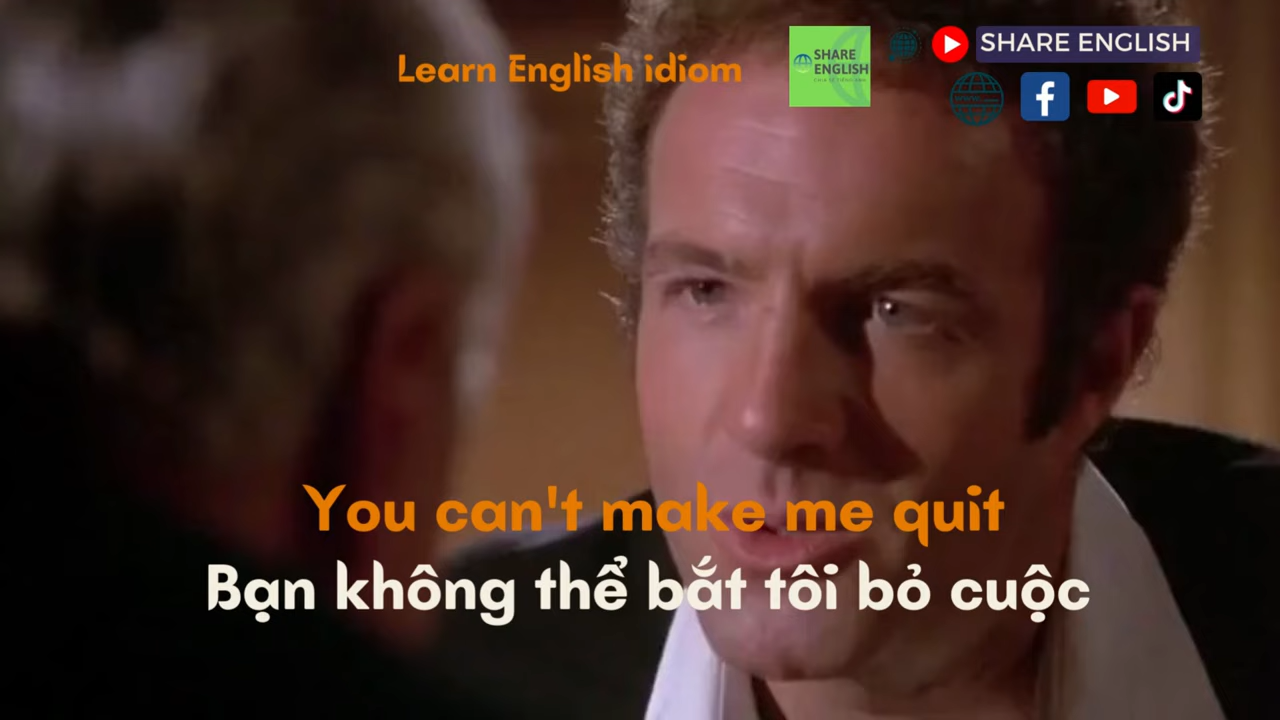 Learn English idiom
SHARE
ENGLISH
SHARE ENGLISH
You can't make me quit
Bạn không thể bắt tôi bỏ cuộc